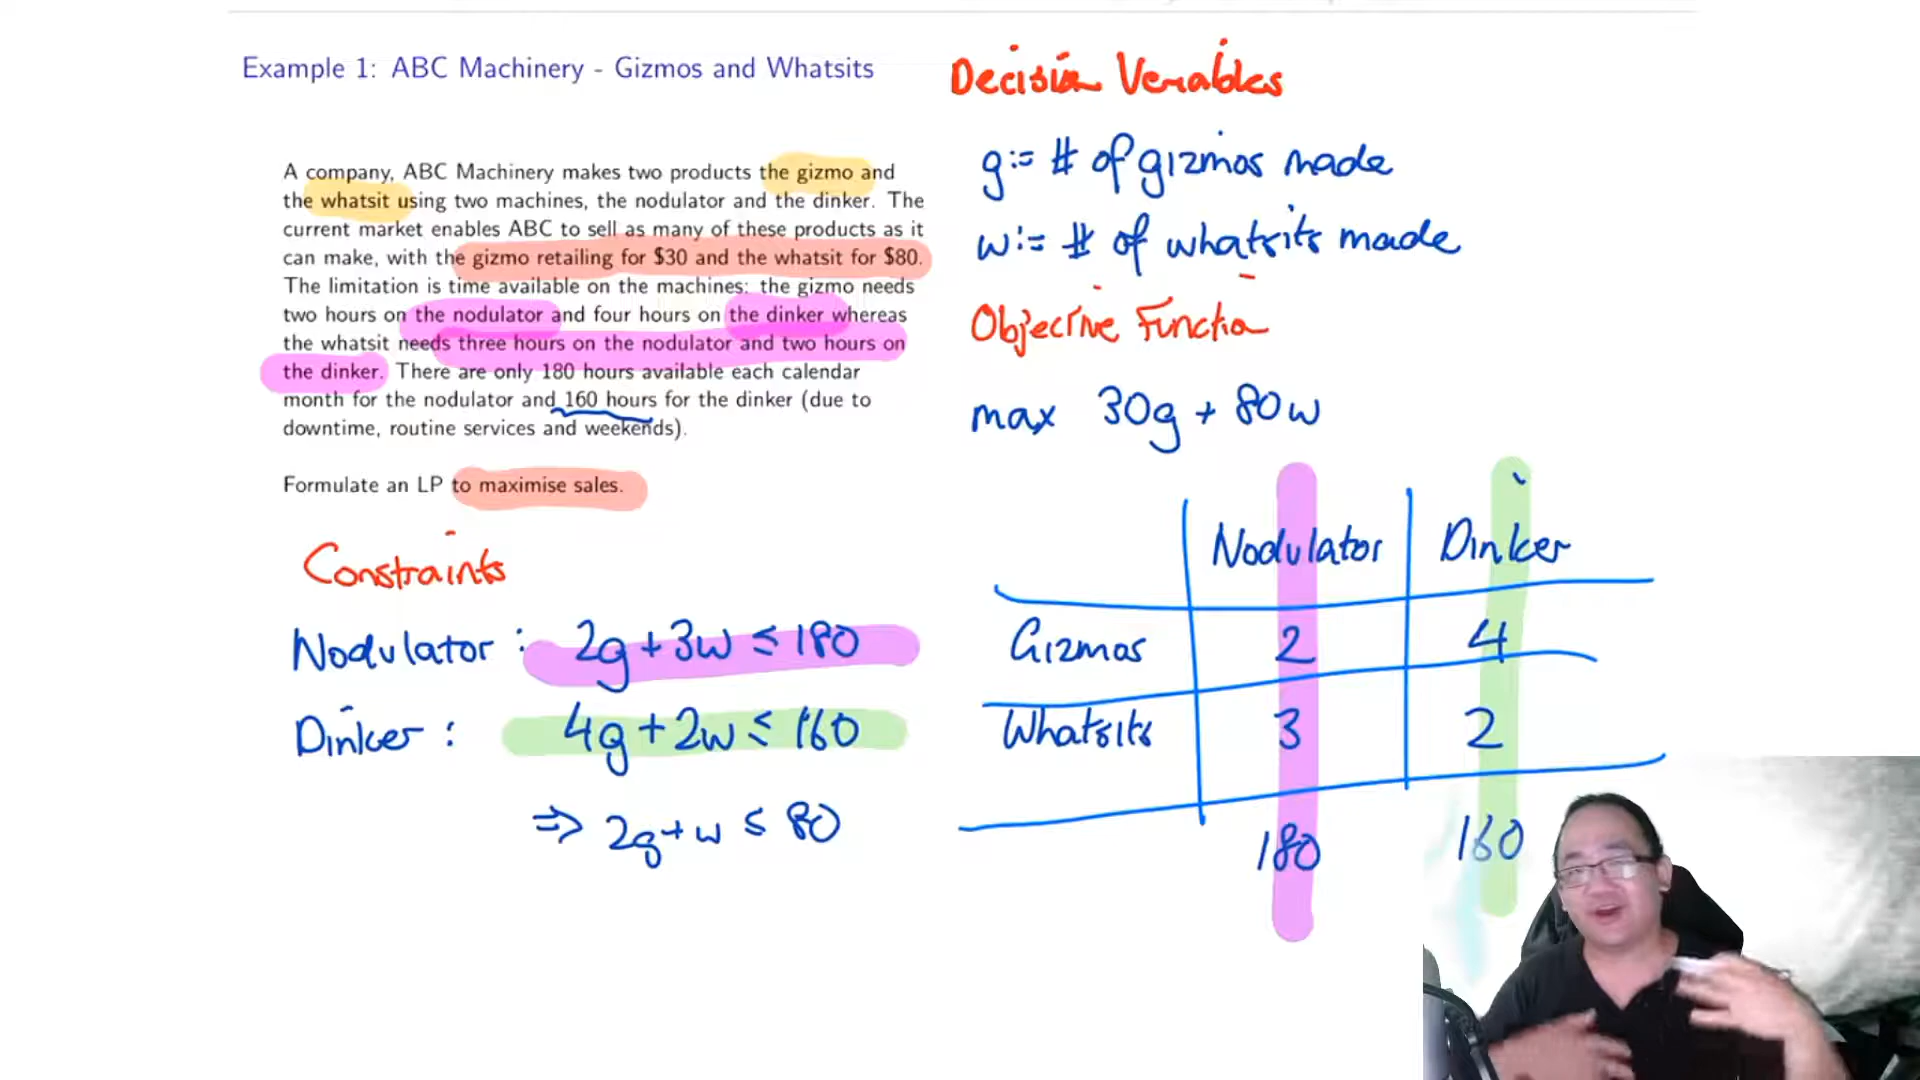 Example 1: ABC Machinery - Gizmos and Whatsits
A company, ABC Machinery makes two products the gizmo and
the whatsit using two machines, the nodulator and the dinker. The
current market enables ABC to sell as many of these products as it
can make, with the gizmo retailing for $30 and the whatsit for $80.
The limitation is time available on the machines: the gizmo needs
two hours on the nodulator and four hours on the dinker whereas
the whatsit needs three hours on the nodulator and two hours on
the dinker. There are only 180 hours available each calendar
month for the nodulator and 160 hours for the dinker (due to
downtime, routine services and weekends).
Formulate an LP to maximise sales.
Constraints
Nodulator: 2g+3w ≤ 180
Dinker: 4g+2w ≤ 160
⇒ 2g+w ≤ 80
Decision Variables
g:= # of gizmos made
w:= # of whatsits made
Objective Function
max 30g + 80w
Nodulator Dinker
Gizmos 2 4
Whatsits 3 2
180 160